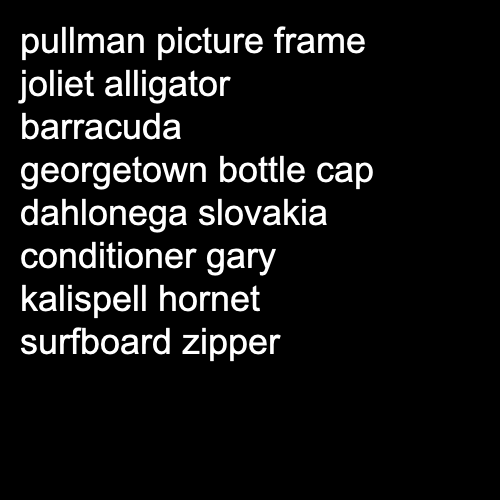 pullman picture frame
joliet alligator
barracuda
georgetown bottle cap
dahlonega slovakia
conditioner gary
kalispell hornet
surfboard zipper